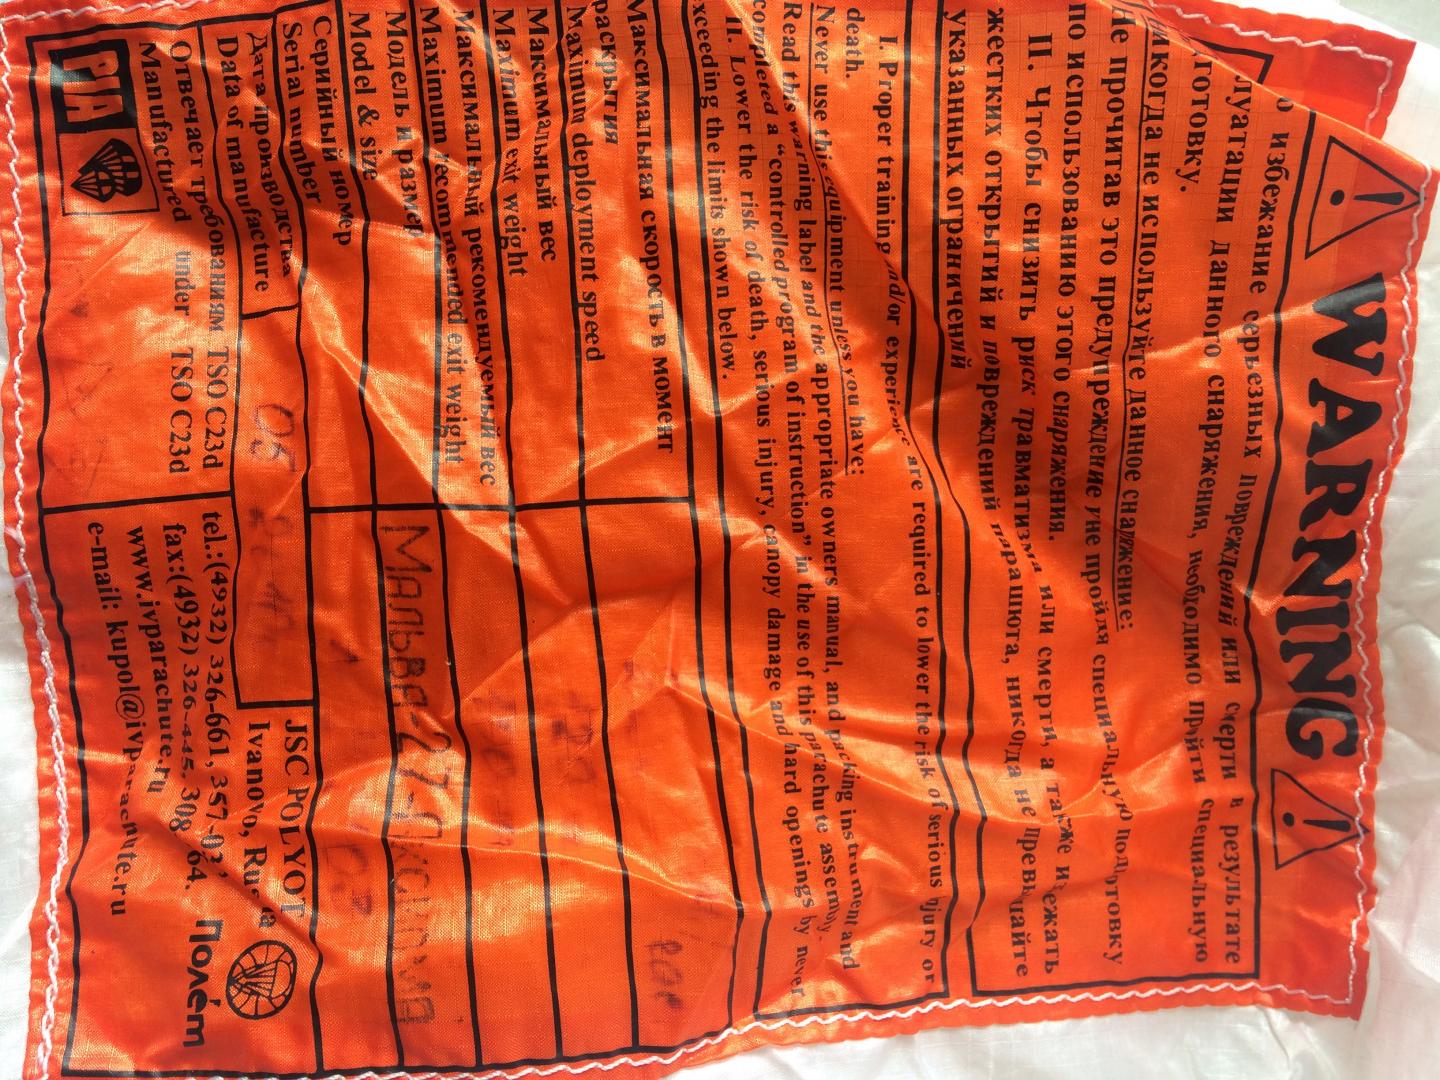 WARNING
о избежание серьезных повреждений или смерти в результате
луатации данного снаряжения, необходимо пройти специальную
готовку.
икогда не используйте данное снаряжение:
Не прочитав это предупреждение и не пройдя специальную подготовку
по использованию этого снаряжения.
II. Чтобы снизить риск травматизма или смерти, а также избежать
жестких открытий и повреждений парашюта, никогда не превышайте
указанных ограничений
I. Proper training and/or experience are required to lower the risk of serious injury or
death.
Never use this equipment unless you have:
Read this warning label and the appropriate owners manual, and packing instrument and
completed a "controlled program of instruction" in the use of this parachute assembly.
II. Lower the risk of death, serious injury, canopy damage and hard openings by never
exceeding the limits shown below.
Максимальная скорость в момент
раскрытия
Maximum deployment speed
Максимальный вес
Maximum exit weight
Максимальный рекомендуемый вес
Maximum recommended exit weight
Модель и размер
Model & size
МАЛЬВА-27-АКСИОМА
Серийный номер
Serial number
Дата производства
Data of manufacture
05
Отвечает требованиям TSO C23d
Manufactured under TSO C23d
PIA
JSC POLYOT
Ivanovo, Russia
tel.:(4932) 326-661, 357-03
fax:(4932) 326-445, 308-04.
www.ivparachute.ru
e-mail: kupol@ivparachute.ru
Полёт